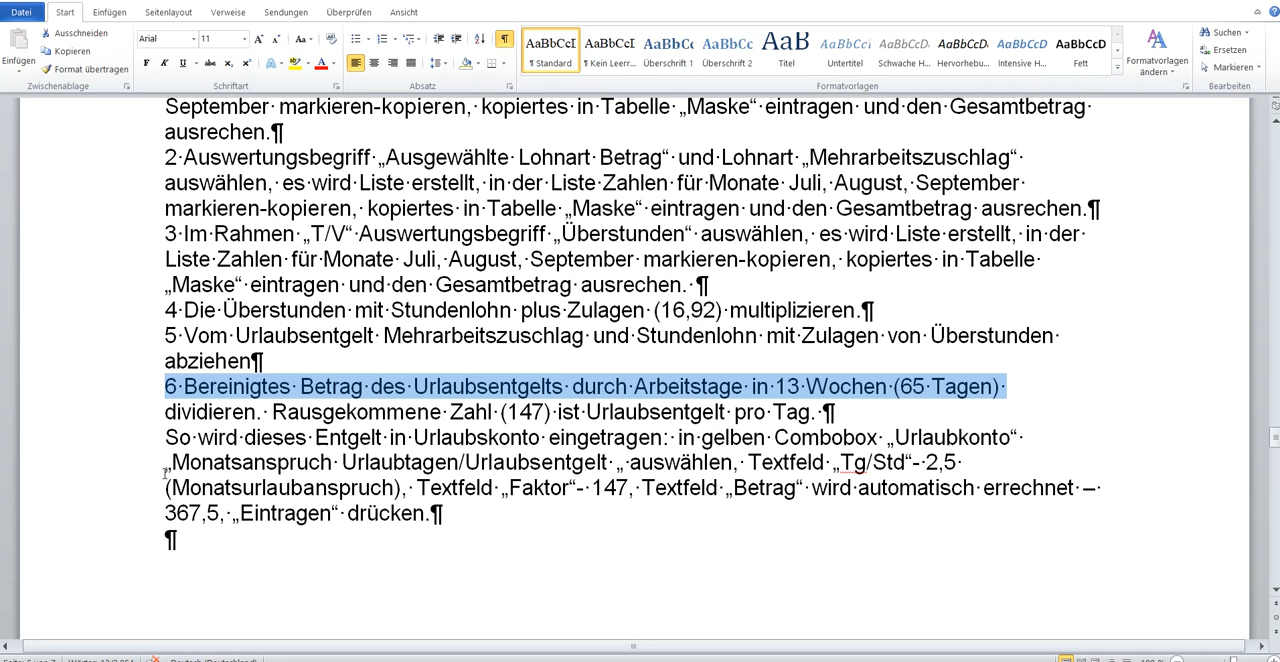 Datei Start Einfügen Seitenlayout Verweise Sendungen Überprüfen Ansicht
Ausschneiden
Kopieren
Format übertragen
Einfügen
Zwischenablage
Arial 11
Schriftart
Absatz
AaBbCcI AaBbCcI AaBbCc AaBbCc AaB AaBbCcI AaBbCcDc AaBbCcDc AaBbCcDc AaBbCcD
¶ Standard ¶ Kein Leerr... Überschrift 1 Überschrift 2 Titel Untertitel Schwache H... Hervorhebu... Intensive H... Fett
Formatvorlagen ändern
Formatvorlagen
Suchen
Ersetzen
Markieren
Bearbeiten
September markieren-kopieren, kopiertes in Tabelle „Maske“ eintragen und den Gesamtbetrag
ausrechen.¶
2 Auswertungsbegriff „Ausgewählte Lohnart Betrag“ und Lohnart „Mehrarbeitszuschlag“
auswählen, es wird Liste erstellt, in der Liste Zahlen für Monate Juli, August, September
markieren-kopieren, kopiertes in Tabelle „Maske“ eintragen und den Gesamtbetrag ausrechen.¶
3 Im Rahmen „T/V“ Auswertungsbegriff „Überstunden“ auswählen, es wird Liste erstellt, in der
Liste Zahlen für Monate Juli, August, September markieren-kopieren, kopiertes in Tabelle
„Maske“ eintragen und den Gesamtbetrag ausrechen. ¶
4 Die Überstunden mit Stundenlohn plus Zulagen (16,92) multiplizieren.¶
5 Vom Urlaubsentgelt Mehrarbeitszuschlag und Stundenlohn mit Zulagen von Überstunden
abziehen¶
6 Bereinigtes Betrag des Urlaubsentgelts durch Arbeitstage in 13 Wochen (65 Tagen)
dividieren. Rausgekommene Zahl (147) ist Urlaubsentgelt pro Tag. ¶
So wird dieses Entgelt in Urlaubskonto eingetragen: in gelben Combobox „Urlaubkonto“
„Monatsanspruch Urlaubtagen/Urlaubsentgelt „ auswählen, Textfeld „Tg/Std“- 2,5
(Monatsurlaubanspruch), Textfeld „Faktor“- 147, Textfeld „Betrag“ wird automatisch errechnet –
367,5, „Eintragen“ drücken.¶
¶